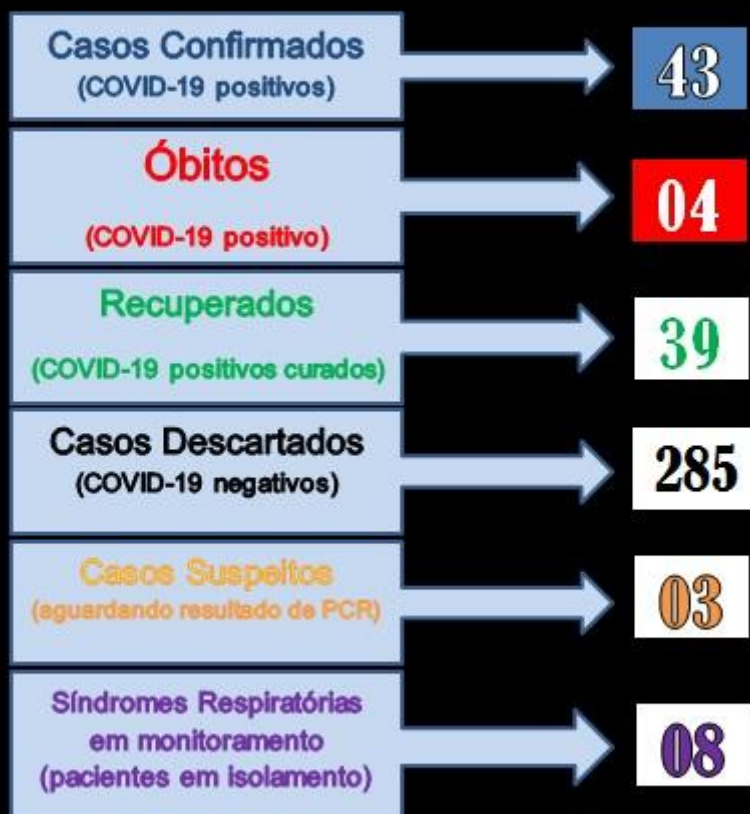 Casos Confirmados
(COVID-19 positivos)
43
Óbitos
(COVID-19 positivo)
04
Recuperados
(COVID-19 positivos curados)
39
Casos Descartados
(COVID-19 negativos)
285
Casos Suspeitos
(aguardando resultado de PCR)
03
Síndromes Respiratórias
em monitoramento
(pacientes em isolamento)
08